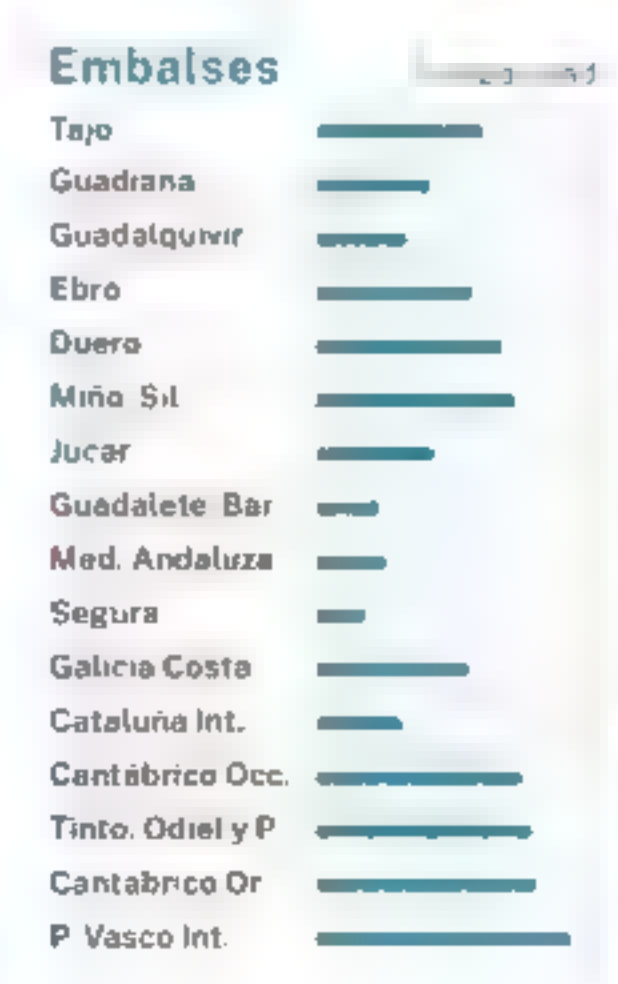 Embalses
Tajo
Guadiana
Guadalquivir
Ebro
Duero
Miño Sil
Jucar
Guadalete Bar
Med. Andaluza
Segura
Galicia Costa
Cataluña Int.
Cantábrico Occ.
Tinto. Odiel y P
Cantabrico Or
P Vasco Int.